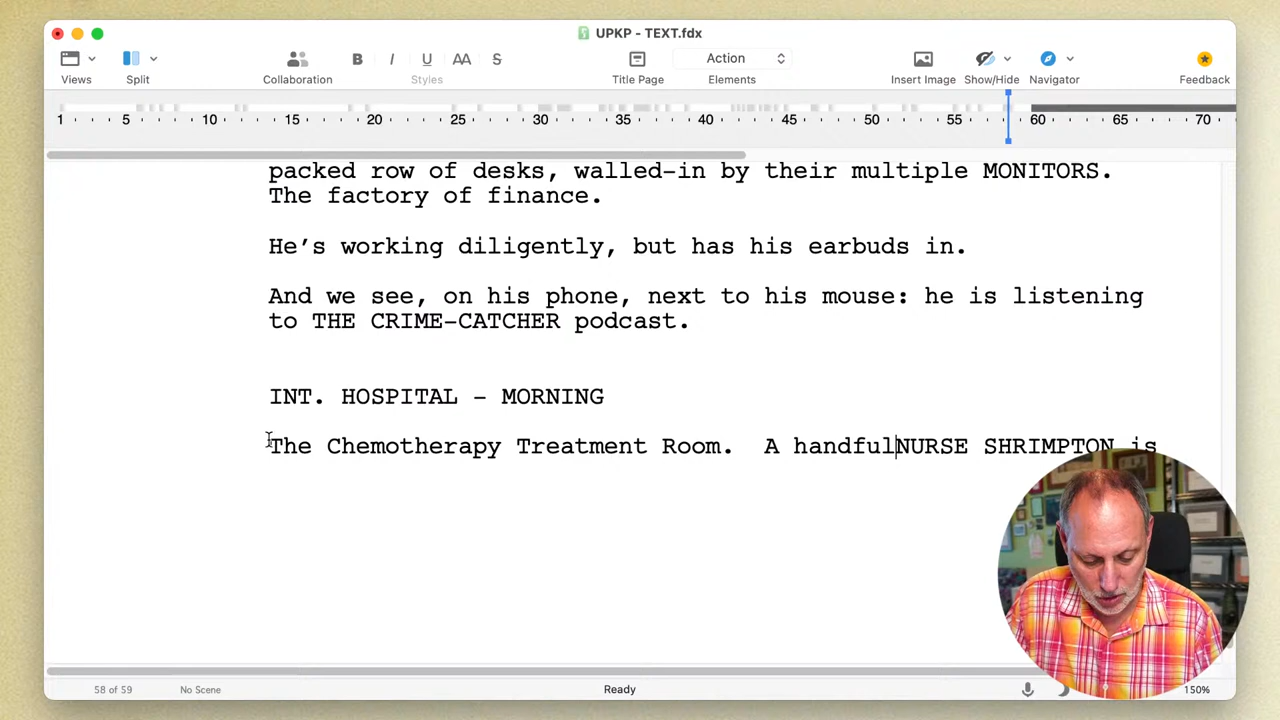 UPKP - TEXT.fdx
B I U AA S Action
Views Split Collaboration Styles Title Page Elements Insert Image Show/Hide Navigator Feedback
1 5 10 15 20 25 30 35 40 45 50 55 60 65 70
packed row of desks, walled-in by their multiple MONITORS.
The factory of finance.
He’s working diligently, but has his earbuds in.
And we see, on his phone, next to his mouse: he is listening
to THE CRIME-CATCHER podcast.
INT. HOSPITAL - MORNING
The Chemotherapy Treatment Room.  A handfulNURSE SHRIMPTON is
58 of 59 No Scene Ready 150%